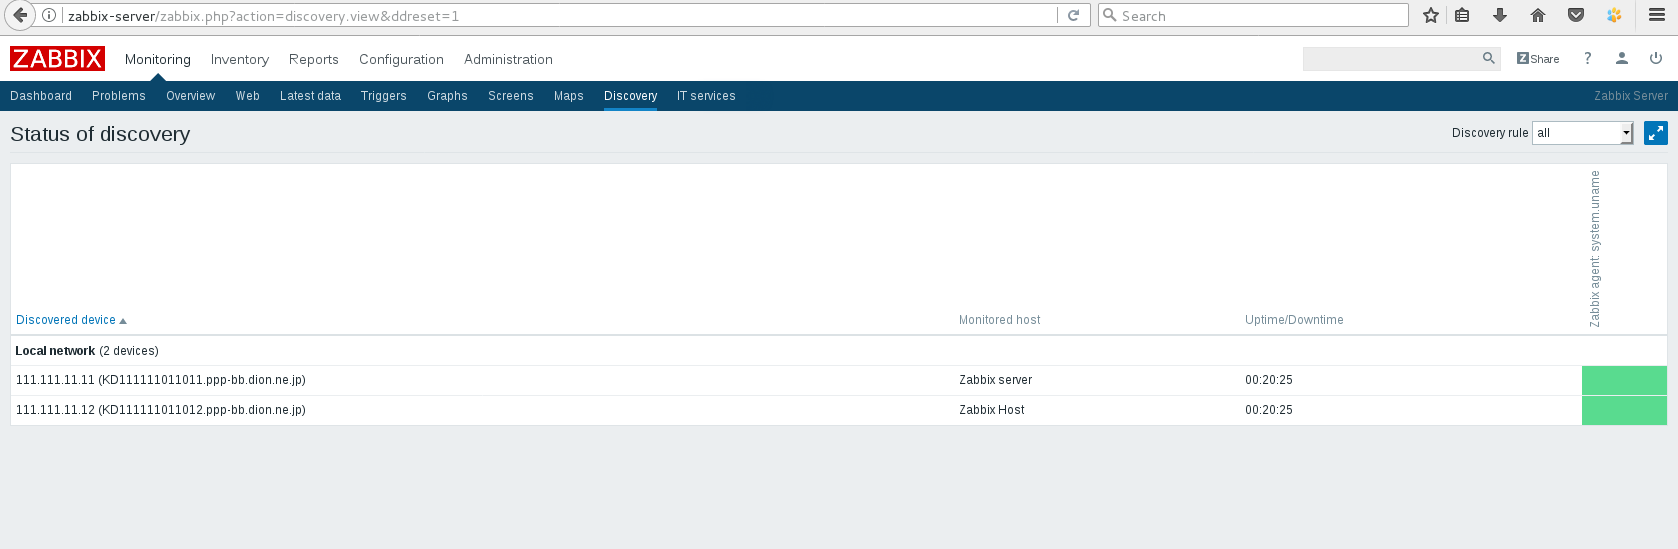 zabbix-server/zabbix.php?action=discovery.view&ddreset=1
Search
ZABBIX Monitoring Inventory Reports Configuration Administration
Z Share ?
Dashboard Problems Overview Web Latest data Triggers Graphs Screens Maps Discovery IT services Zabbix Server
Status of discovery
Discovery rule all
Zabbix agent: system.uname
Discovered device Monitored host Uptime/Downtime
Local network (2 devices)
111.111.11.11 (KD111111011011.ppp-bb.dion.ne.jp) Zabbix server 00:20:25
111.111.11.12 (KD111111011012.ppp-bb.dion.ne.jp) Zabbix Host 00:20:25